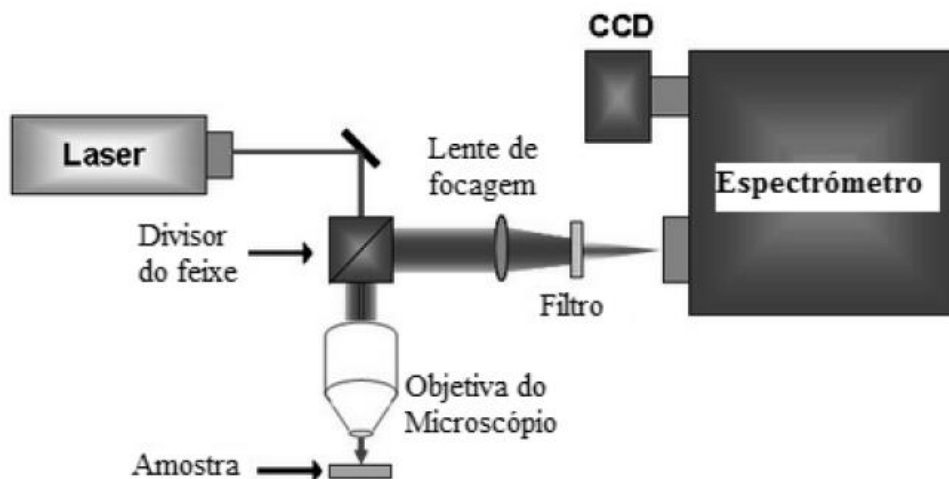 CCD
Laser
Lente de
focagem
Espectrómetro
Divisor
do feixe
Filtro
Objetiva do
Microscópio
Amostra